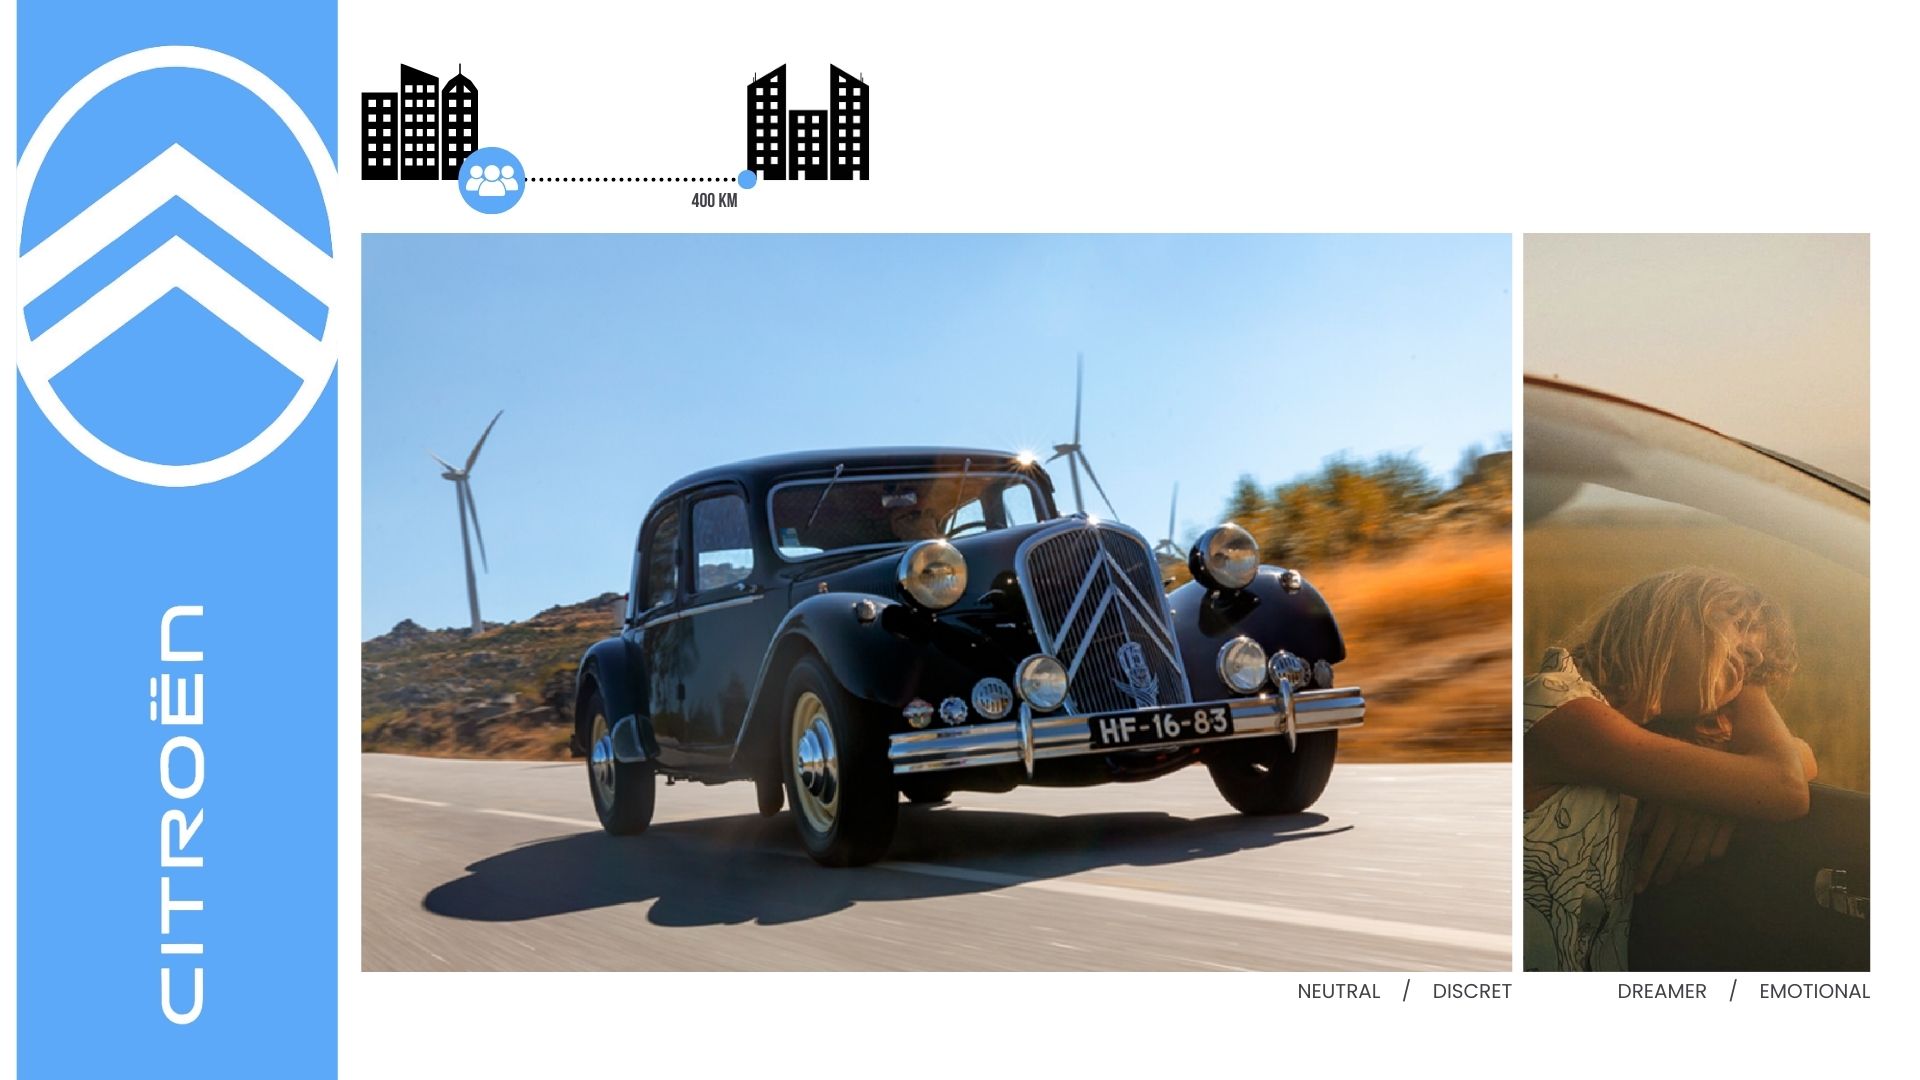 CITROËN
400 KM
HF-16-83
NEUTRAL / DISCRET
DREAMER / EMOTIONAL